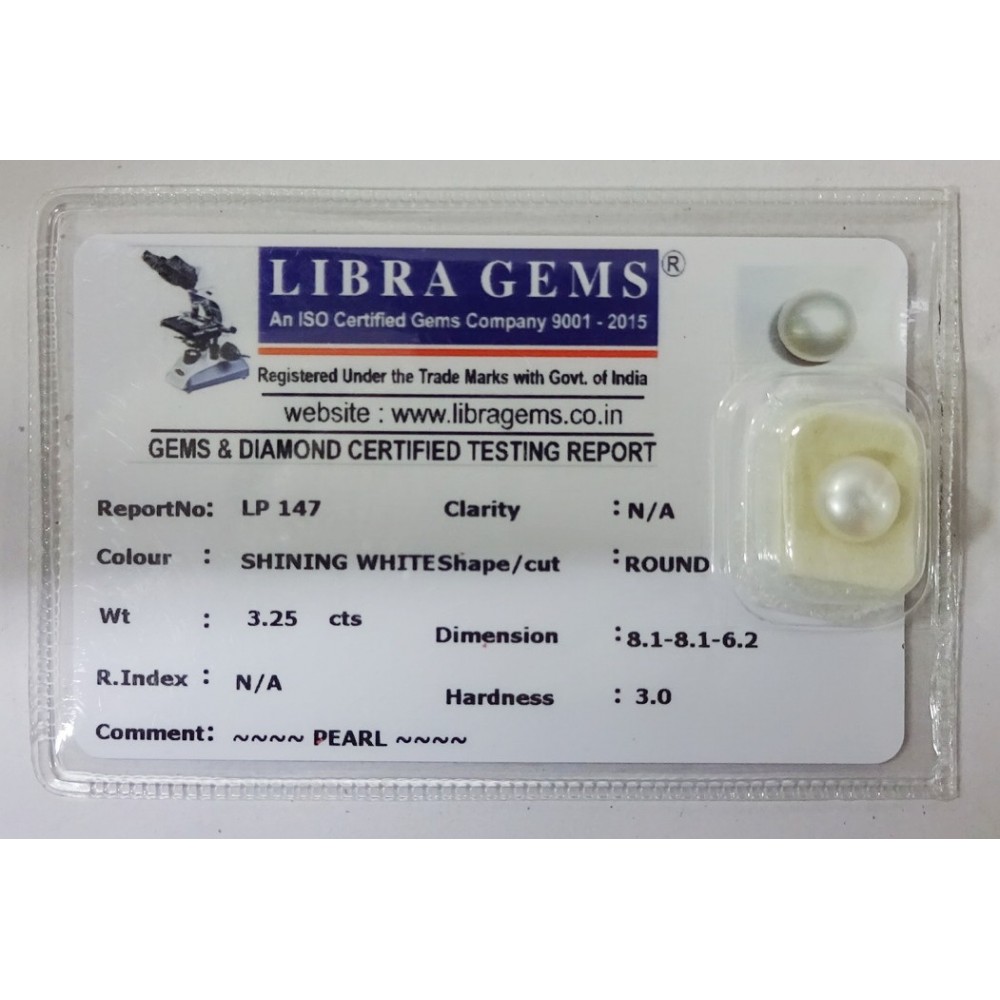 LIBRA GEMS®
An ISO Certified Gems Company 9001 - 2015
Registered Under the Trade Marks with Govt. of India
website : www.libragems.co.in
GEMS & DIAMOND CERTIFIED TESTING REPORT
ReportNo: LP 147 Clarity : N/A
Colour : SHINING WHITE Shape/cut : ROUND
Wt : 3.25 cts Dimension : 8.1-8.1-6.2
R.Index : N/A Hardness : 3.0
Comment: ~~~~ PEARL ~~~~